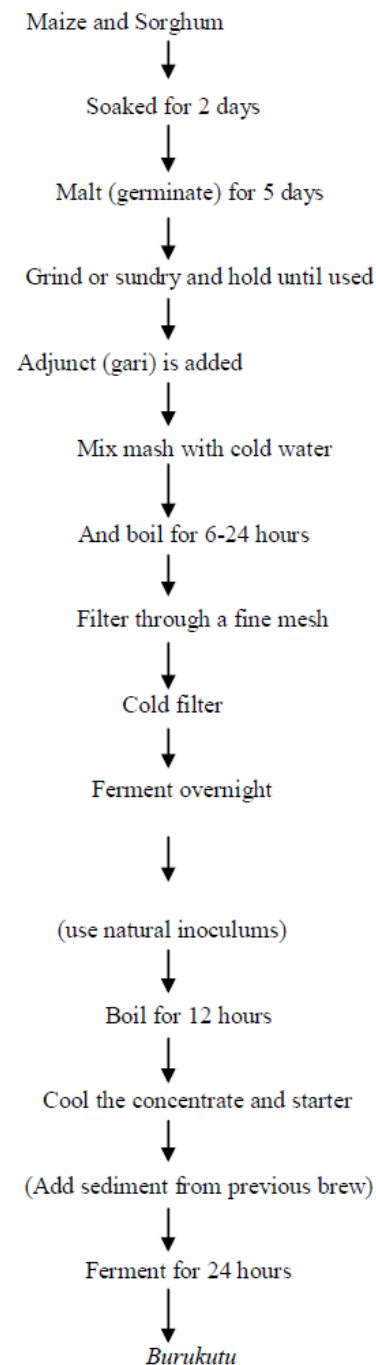 Maize and Sorghum
Soaked for 2 days
Malt (germinate) for 5 days
Grind or sundry and hold until used
Adjunct (gari) is added
Mix mash with cold water
And boil for 6-24 hours
Filter through a fine mesh
Cold filter
Ferment overnight
(use natural inoculums)
Boil for 12 hours
Cool the concentrate and starter
(Add sediment from previous brew)
Ferment for 24 hours
Burukutu